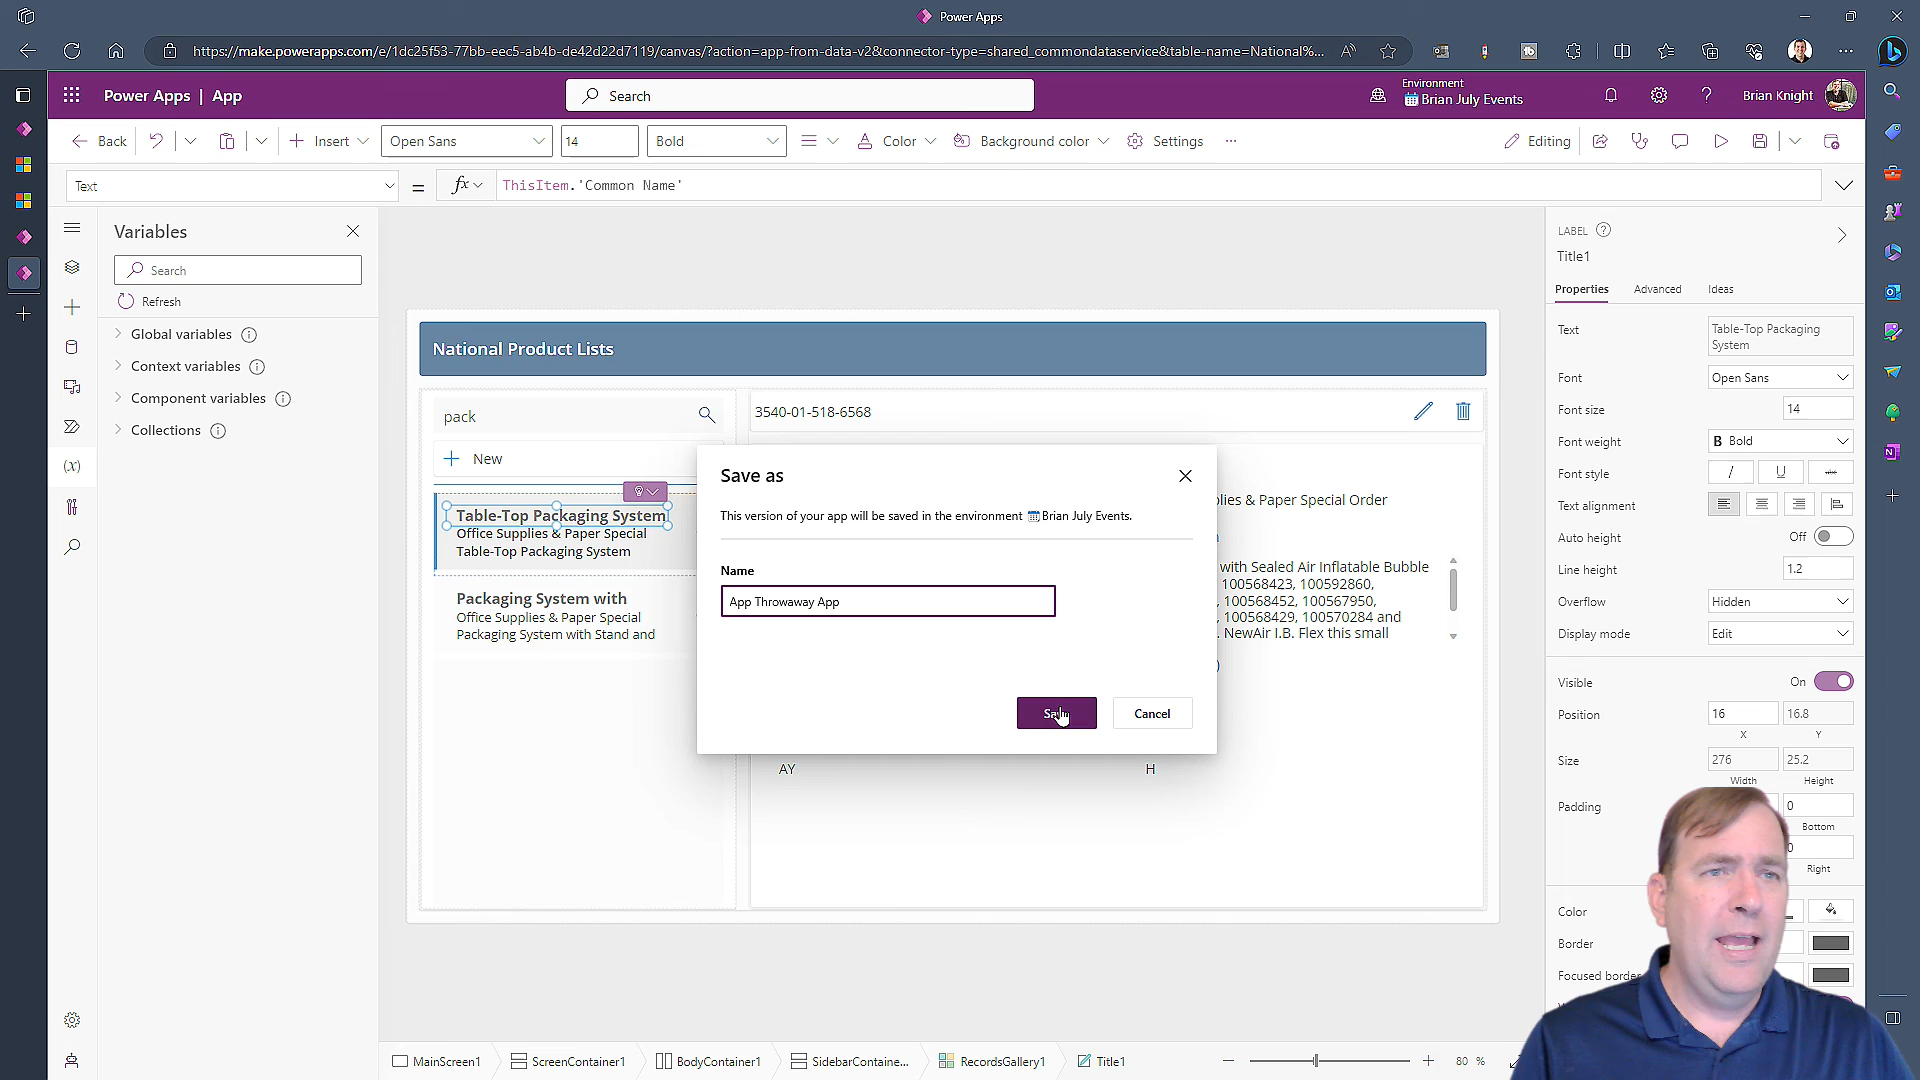 Power Apps
https://make.powerapps.com/e/1dc25f53-77bb-eec5-ab4b-de42d22d7119/canvas/?action=app-from-data-v2&connector-type=shared_commondataservice&table-name=National%...
Power Apps | App
Search
Environment
Brian July Events
Brian Knight
Back
Insert
Open Sans
14
Bold
Color
Background color
Settings
Editing
Text
=
fx
ThisItem.'Common Name'
Variables
Search
Refresh
Global variables
Context variables
Component variables
Collections
National Product Lists
pack
New
Table-Top Packaging System
Office Supplies & Paper Special
Table-Top Packaging System
Packaging System with
Office Supplies & Paper Special
Packaging System with Stand and
3540-01-518-6568
& Paper Special Order
with Sealed Air Inflatable Bubble
100568423, 100592860,
100568452, 100567950,
100568429, 100570284 and
NewAir I.B. Flex this small
AY
H
Save as
This version of your app will be saved in the environment Brian July Events.
Name
App Throwaway App
Cancel
LABEL
Title1
Properties
Advanced
Ideas
Text
Table-Top Packaging
System
Font
Open Sans
Font size
14
Font weight
B Bold
Font style
Text alignment
Auto height
Off
Line height
1.2
Overflow
Hidden
Display mode
Edit
Visible
On
Position
16
16.8
X
Y
Size
276
25.2
Width
Height
Padding
0
Bottom
0
Right
Color
Border
Focused border
MainScreen1
ScreenContainer1
BodyContainer1
SidebarContaine...
RecordsGallery1
Title1
80 %